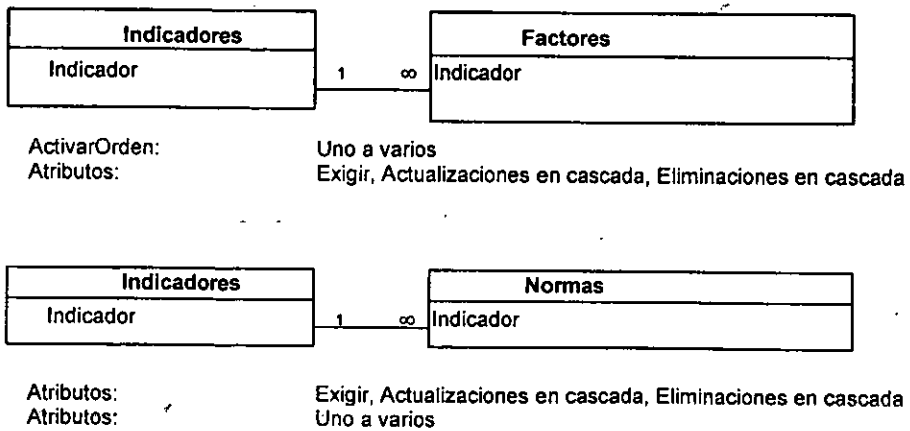 Indicadores Factores
Indicador 1 ∞ Indicador
ActivarOrden: Uno a varios
Atributos: Exigir, Actualizaciones en cascada, Eliminaciones en cascada
Indicadores Normas
Indicador 1 ∞ Indicador
Atributos: Exigir, Actualizaciones en cascada, Eliminaciones en cascada
Atributos: Uno a varios